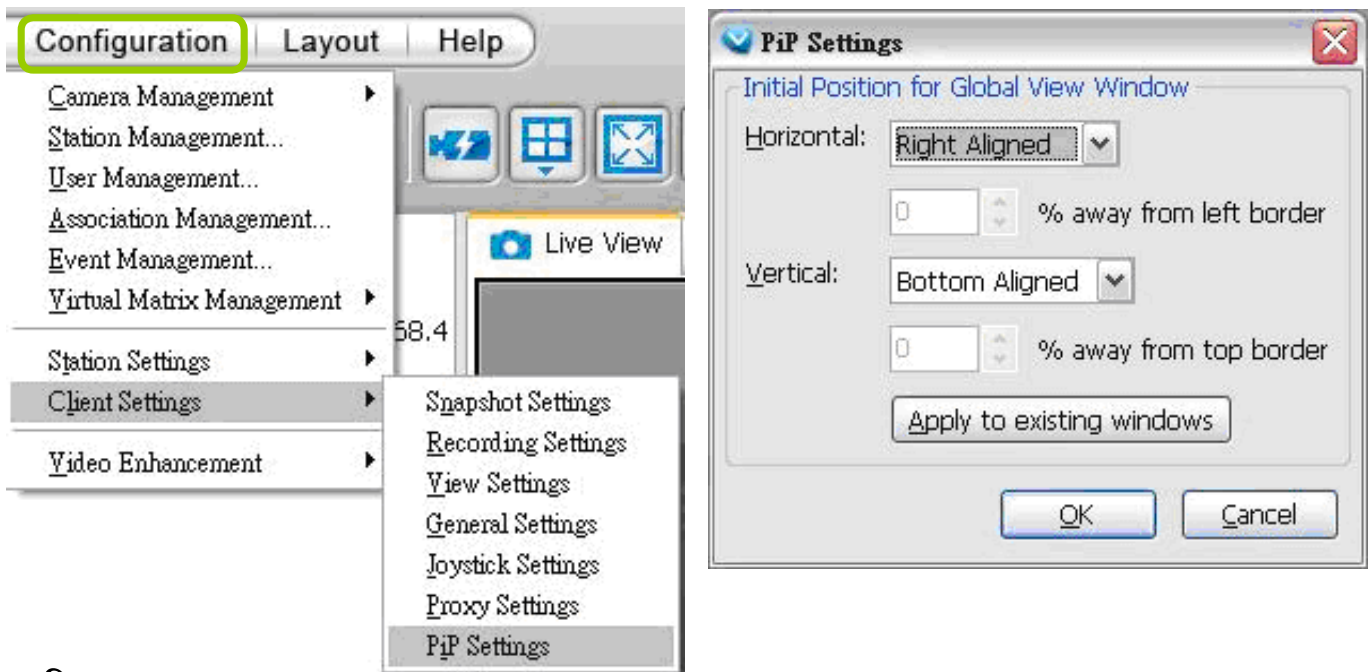 Configuration Layout Help
Camera Management
Station Management...
User Management...
Association Management...
Event Management...
Virtual Matrix Management
Station Settings
Client Settings
Video Enhancement
Live View
58.4
Snapshot Settings
Recording Settings
View Settings
General Settings
Joystick Settings
Proxy Settings
PiP Settings
PiP Settings
Initial Position for Global View Window
Horizontal: Right Aligned
0 % away from left border
Vertical: Bottom Aligned
0 % away from top border
Apply to existing windows
OK Cancel